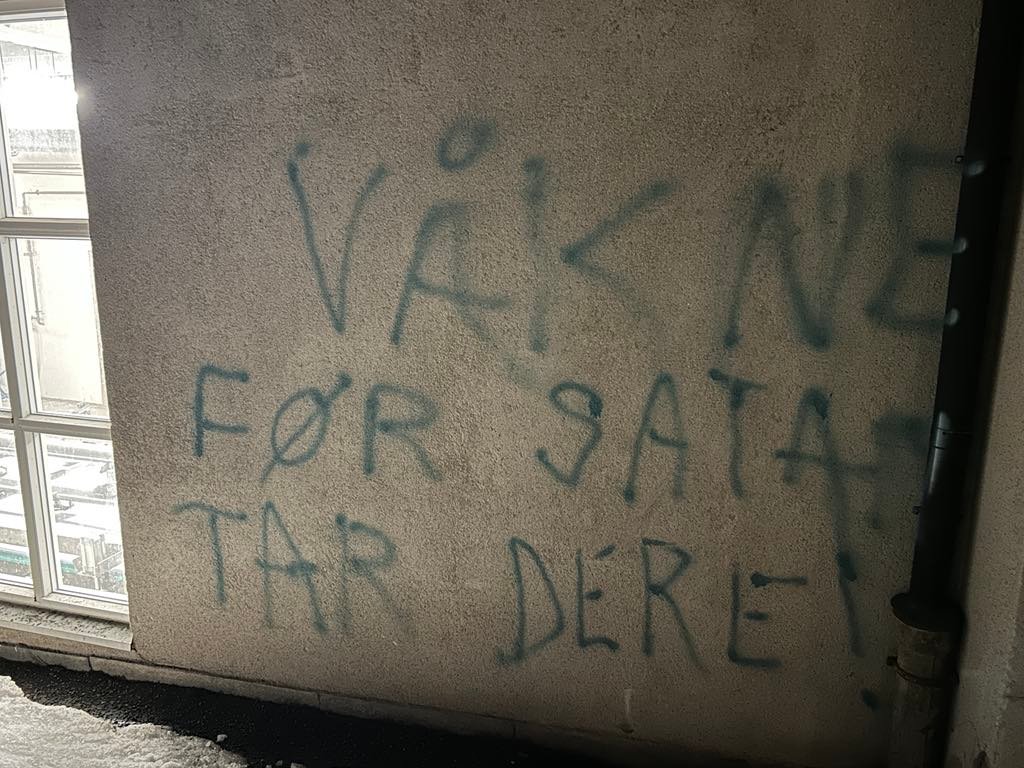 VÅKNE
FØR SATAN
TAR DERE!